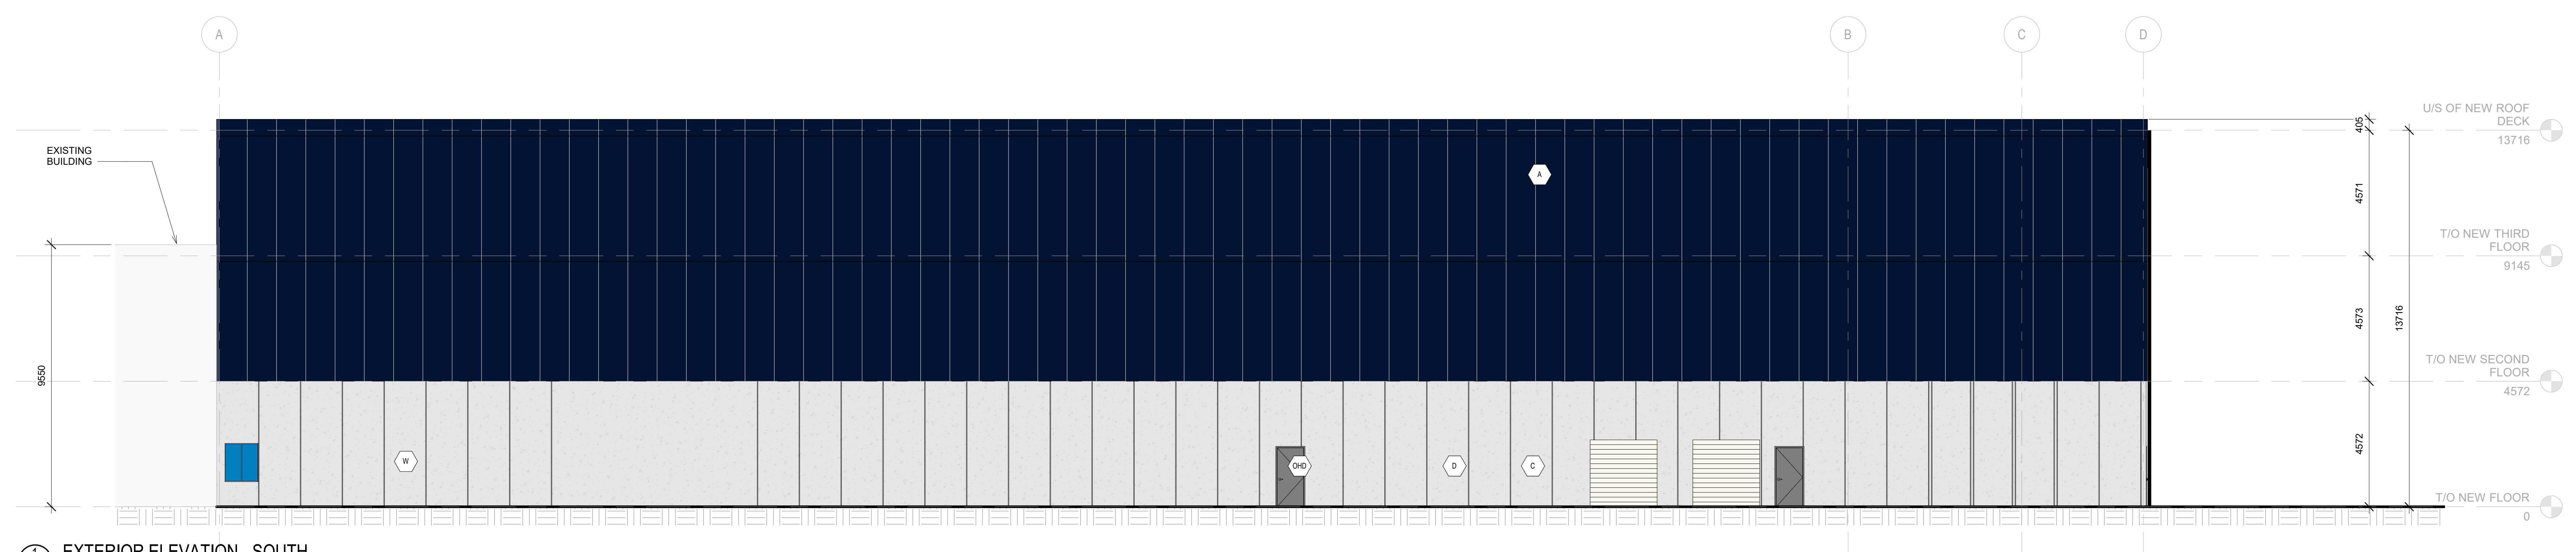 A
B
C
D
U/S OF NEW ROOF
DECK
13716
405
EXISTING
BUILDING
A
4571
T/O NEW THIRD
FLOOR
9145
4573
13716
9550
T/O NEW SECOND
FLOOR
4572
4572
W
OHD
D
C
T/O NEW FLOOR
0
1
EXTERIOR ELEVATION - SOUTH